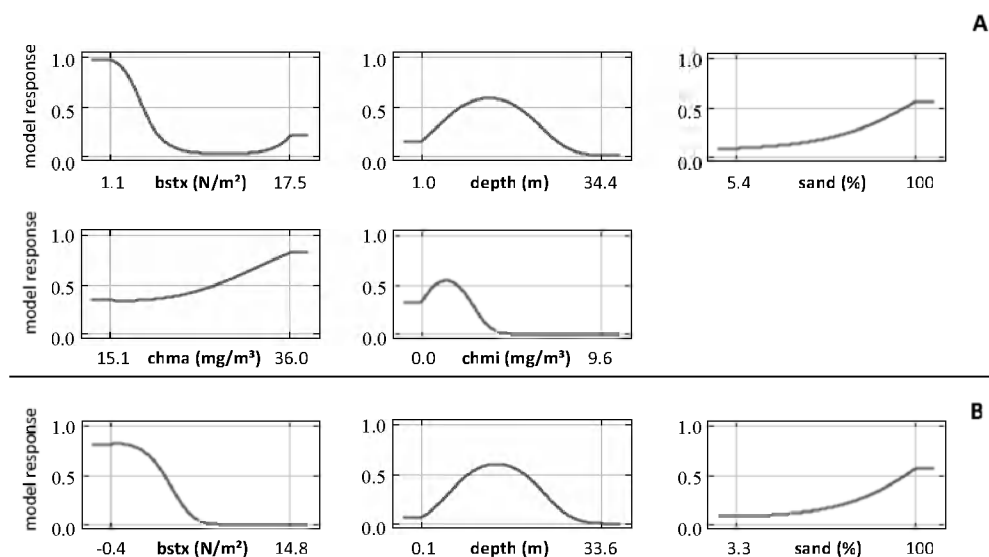 A
model response
1.0
0.5
0.0
1.1 bstx (N/m²) 17.5
1.0
0.5
0.0
1.0 depth (m) 34.4
1.0
0.5
0.0
5.4 sand (%) 100
model response
1.0
0.5
0.0
15.1 chma (mg/m³) 36.0
1.0
0.5
0.0
0.0 chmi (mg/m³) 9.6
B
model response
1.0
0.5
0.0
-0.4 bstx (N/m²) 14.8
1.0
0.5
0.0
0.1 depth (m) 33.6
1.0
0.5
0.0
3.3 sand (%) 100